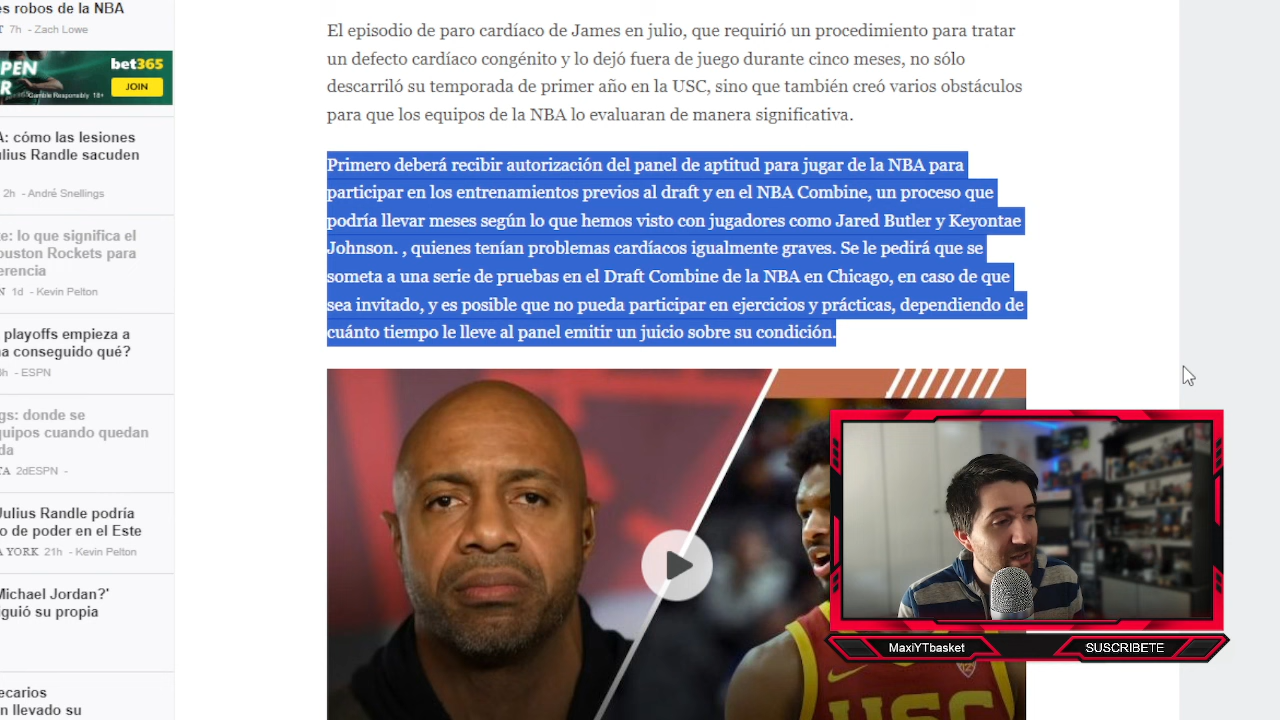 es robos de la NBA
7h - Zach Lowe
PEN
R
bet365
JOIN
Gamble Responsibly 18+
A: cómo las lesiones
ulius Randle sacuden
2h - André Snellings
te: lo que significa el
ouston Rockets para
erencia
N 1d - Kevin Pelton
playoffs empieza a
a conseguido qué?
h - ESPN
gs: donde se
quipos cuando quedan
da
TA 2dESPN -
Julius Randle podría
o de poder en el Este
A YORK 21h - Kevin Pelton
Michael Jordan?'
guió su propia
ecarios
n llevado su
El episodio de paro cardíaco de James en julio, que requirió un procedimiento para tratar
un defecto cardíaco congénito y lo dejó fuera de juego durante cinco meses, no sólo
descarriló su temporada de primer año en la USC, sino que también creó varios obstáculos
para que los equipos de la NBA lo evaluaran de manera significativa.
Primero deberá recibir autorización del panel de aptitud para jugar de la NBA para
participar en los entrenamientos previos al draft y en el NBA Combine, un proceso que
podría llevar meses según lo que hemos visto con jugadores como Jared Butler y Keyontae
Johnson. , quienes tenían problemas cardíacos igualmente graves. Se le pedirá que se
someta a una serie de pruebas en el Draft Combine de la NBA en Chicago, en caso de que
sea invitado, y es posible que no pueda participar en ejercicios y prácticas, dependiendo de
cuánto tiempo le lleve al panel emitir un juicio sobre su condición.
USC
MaxiYTbasket
SUSCRIBETE